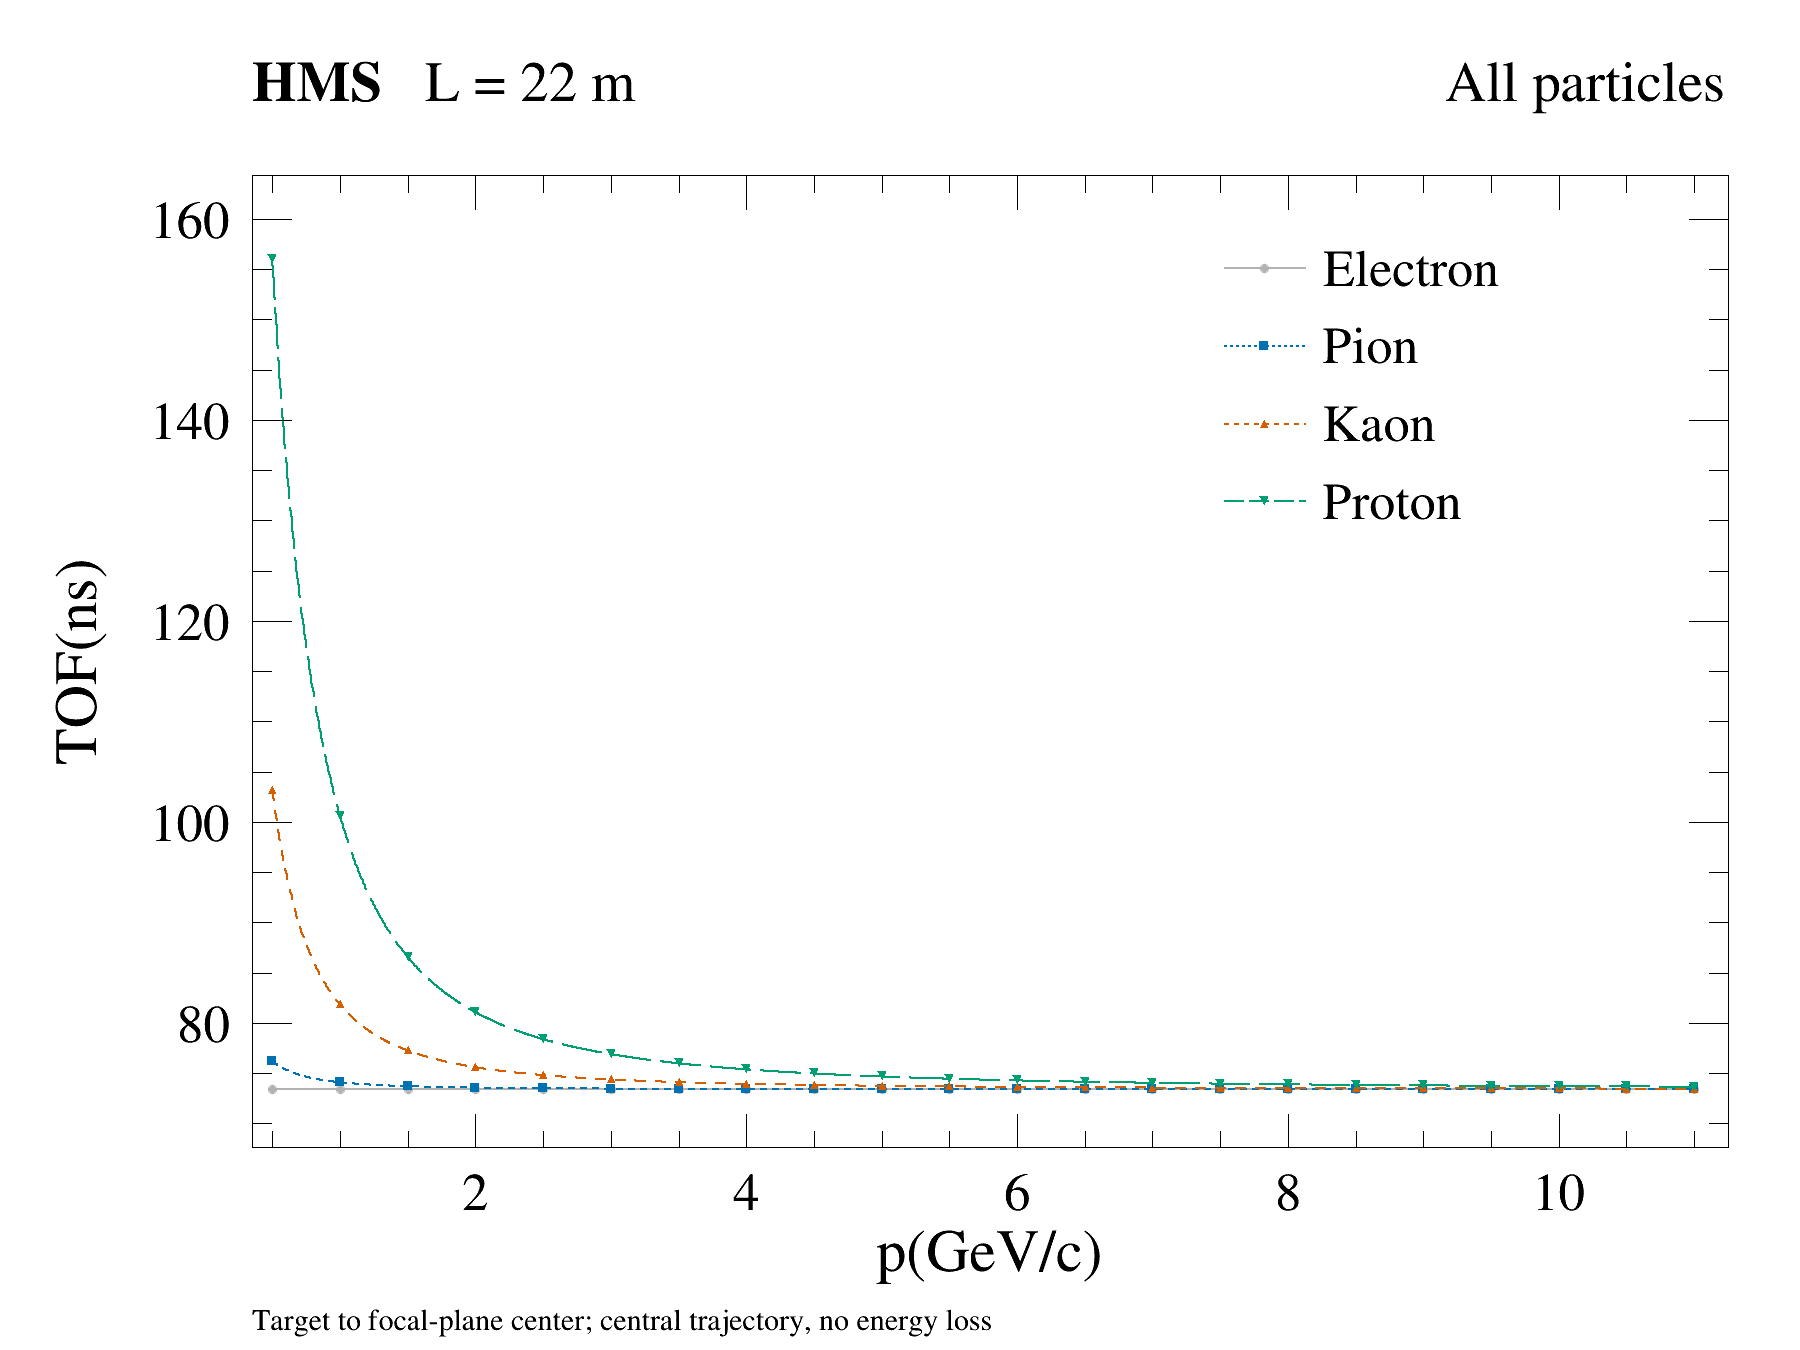 HMS L = 22 m
All particles
160
140
120
100
80
TOF(ns)
Electron
Pion
Kaon
Proton
2 4 6 8 10
p(GeV/c)
Target to focal-plane center; central trajectory, no energy loss